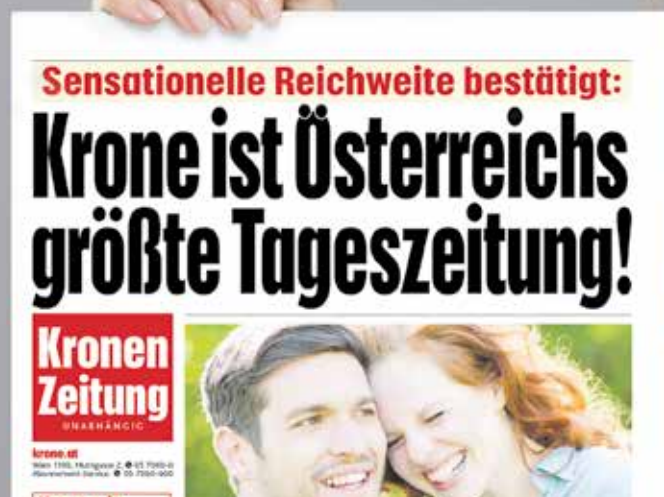 Sensationelle Reichweite bestätigt:
Krone ist Österreichs
größte Tageszeitung!
Kronen
Zeitung
UNABHÄNGIG
krone.at